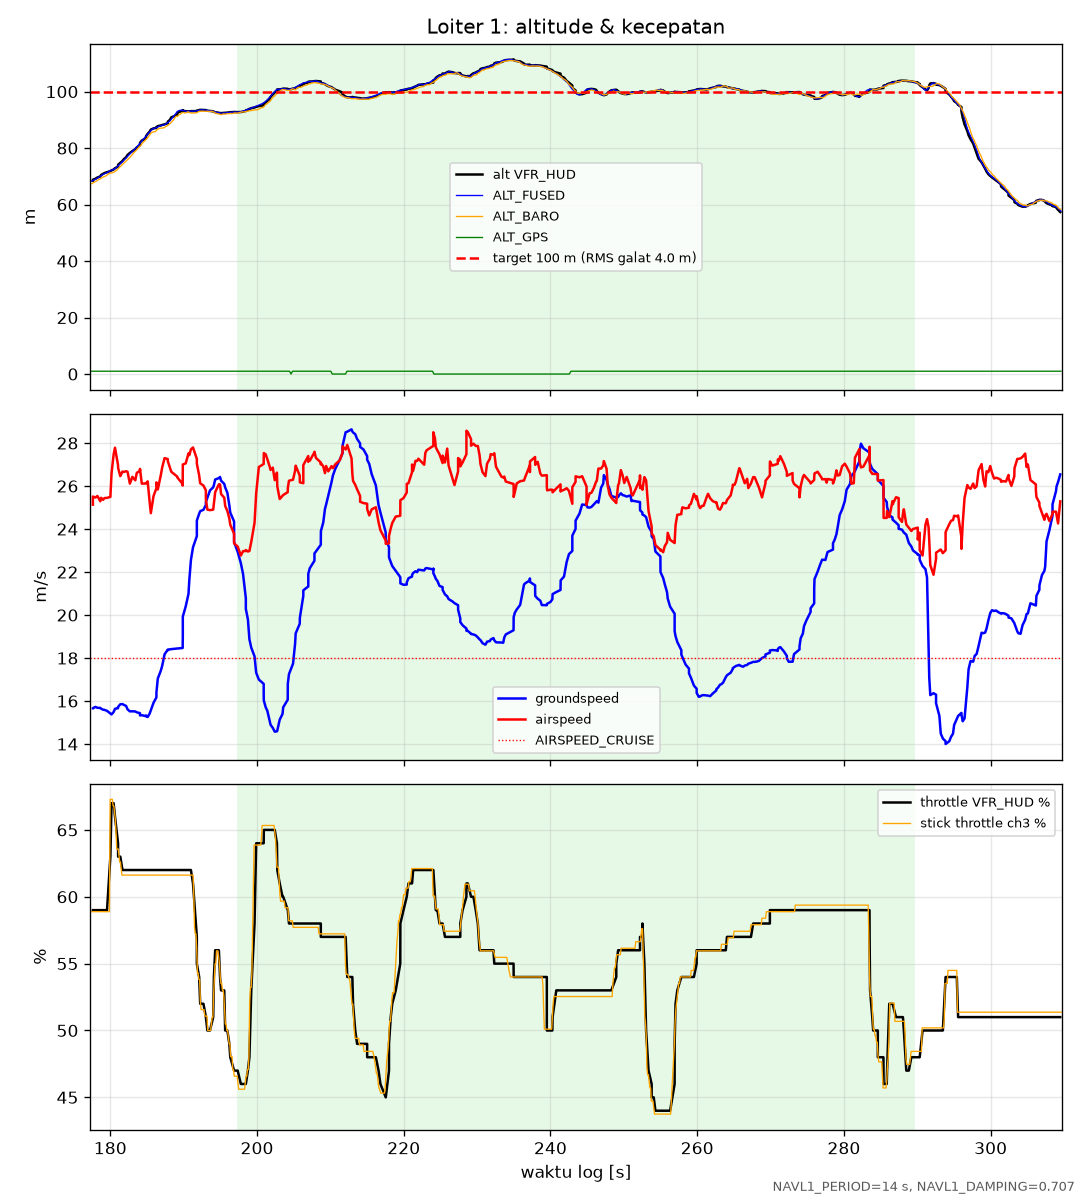 Loiter 1: altitude & kecepatan
100
80
60
40
20
0
m
alt VFR_HUD
ALT_FUSED
ALT_BARO
ALT_GPS
target 100 m (RMS galat 4.0 m)
28
26
24
22
20
18
16
14
m/s
groundspeed
airspeed
AIRSPEED_CRUISE
65
60
55
50
45
%
throttle VFR_HUD %
stick throttle ch3 %
180 200 220 240 260 280 300
waktu log [s]
NAVL1_PERIOD=14 s, NAVL1_DAMPING=0.707